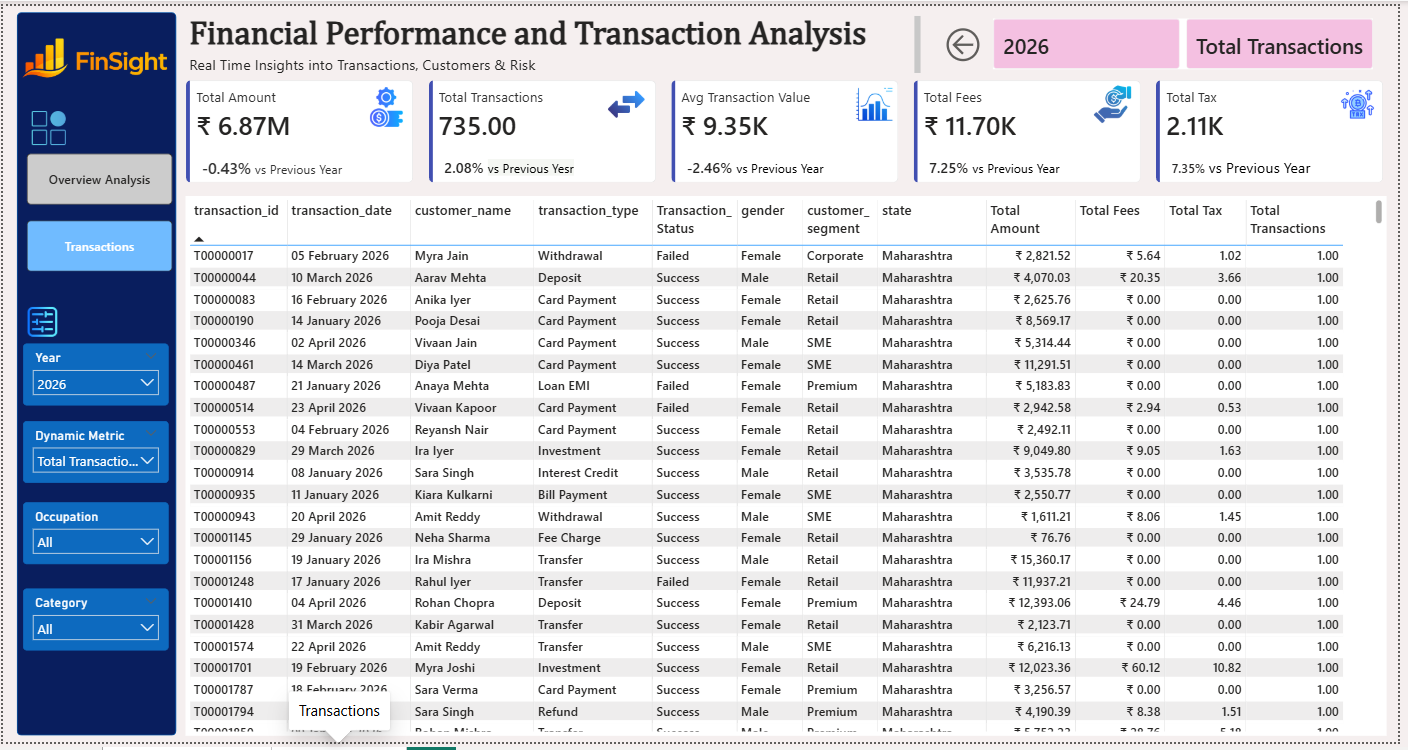 FinSight
Financial Performance and Transaction Analysis
Real Time Insights into Transactions, Customers & Risk
2026
Total Transactions
Total Amount
₹ 6.87M
-0.43% vs Previous Year
Total Transactions
735.00
2.08% vs Previous Yesr
Avg Transaction Value
₹ 9.35K
-2.46% vs Previous Year
Total Fees
₹ 11.70K
7.25% vs Previous Year
Total Tax
2.11K
7.35% vs Previous Year
Overview Analysis
Transactions
Year
2026
Dynamic Metric
Total Transactio...
Occupation
All
Category
All
transaction_id transaction_date customer_name transaction_type Transaction_ Status gender customer_ segment state Total Amount Total Fees Total Tax Total Transactions
T00000017 05 February 2026 Myra Jain Withdrawal Failed Female Corporate Maharashtra ₹ 2,821.52 ₹ 5.64 1.02 1.00
T00000044 10 March 2026 Aarav Mehta Deposit Success Male Retail Maharashtra ₹ 4,070.03 ₹ 20.35 3.66 1.00
T00000083 16 February 2026 Anika Iyer Card Payment Success Female Retail Maharashtra ₹ 2,625.76 ₹ 0.00 0.00 1.00
T00000190 14 January 2026 Pooja Desai Card Payment Success Female Retail Maharashtra ₹ 8,569.17 ₹ 0.00 0.00 1.00
T00000346 02 April 2026 Vivaan Jain Card Payment Success Male SME Maharashtra ₹ 5,314.44 ₹ 0.00 0.00 1.00
T00000461 14 March 2026 Diya Patel Card Payment Success Female SME Maharashtra ₹ 11,291.51 ₹ 0.00 0.00 1.00
T00000487 21 January 2026 Anaya Mehta Loan EMI Failed Female Premium Maharashtra ₹ 5,183.83 ₹ 0.00 0.00 1.00
T00000514 23 April 2026 Vivaan Kapoor Card Payment Failed Female Retail Maharashtra ₹ 2,942.58 ₹ 2.94 0.53 1.00
T00000553 04 February 2026 Reyansh Nair Card Payment Success Female Retail Maharashtra ₹ 2,492.11 ₹ 0.00 0.00 1.00
T00000829 29 March 2026 Ira Iyer Investment Success Female Retail Maharashtra ₹ 9,049.80 ₹ 9.05 1.63 1.00
T00000914 08 January 2026 Sara Singh Interest Credit Success Male Retail Maharashtra ₹ 3,535.78 ₹ 0.00 0.00 1.00
T00000935 11 January 2026 Kiara Kulkarni Bill Payment Success Female SME Maharashtra ₹ 2,550.77 ₹ 0.00 0.00 1.00
T00000943 20 April 2026 Amit Reddy Withdrawal Success Male SME Maharashtra ₹ 1,611.21 ₹ 8.06 1.45 1.00
T00001145 29 January 2026 Neha Sharma Fee Charge Success Female Retail Maharashtra ₹ 76.76 ₹ 0.00 0.00 1.00
T00001156 19 January 2026 Ira Mishra Transfer Success Male Retail Maharashtra ₹ 15,360.17 ₹ 0.00 0.00 1.00
T00001248 17 January 2026 Rahul Iyer Transfer Failed Female Retail Maharashtra ₹ 11,937.21 ₹ 0.00 0.00 1.00
T00001410 04 April 2026 Rohan Chopra Deposit Success Female Premium Maharashtra ₹ 12,393.06 ₹ 24.79 4.46 1.00
T00001428 31 March 2026 Kabir Agarwal Transfer Success Female Retail Maharashtra ₹ 2,123.71 ₹ 0.00 0.00 1.00
T00001574 22 April 2026 Amit Reddy Transfer Success Male SME Maharashtra ₹ 6,216.13 ₹ 0.00 0.00 1.00
T00001701 19 February 2026 Myra Joshi Investment Success Female Retail Maharashtra ₹ 12,023.36 ₹ 60.12 10.82 1.00
T00001787 18 February 2026 Sara Verma Card Payment Success Female Premium Maharashtra ₹ 3,256.57 ₹ 0.00 0.00 1.00
T00001794 Sara Singh Refund Success Male Premium Maharashtra ₹ 4,190.39 ₹ 8.38 1.51 1.00
Transactions